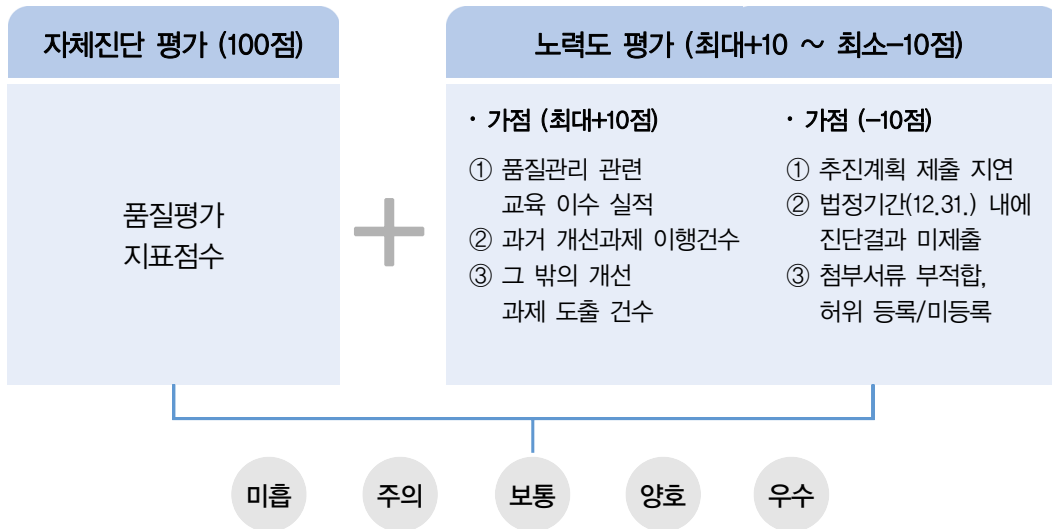 자체진단 평가 (100점)
품질평가
지표점수
노력도 평가 (최대+10 ~ 최소-10점)
· 가점 (최대+10점)
① 품질관리 관련
교육 이수 실적
② 과거 개선과제 이행건수
③ 그 밖의 개선
과제 도출 건수
· 가점 (-10점)
① 추진계획 제출 지연
② 법정기간(12.31.) 내에
진단결과 미제출
③ 첨부서류 부적합,
허위 등록/미등록
미흡
주의
보통
양호
우수